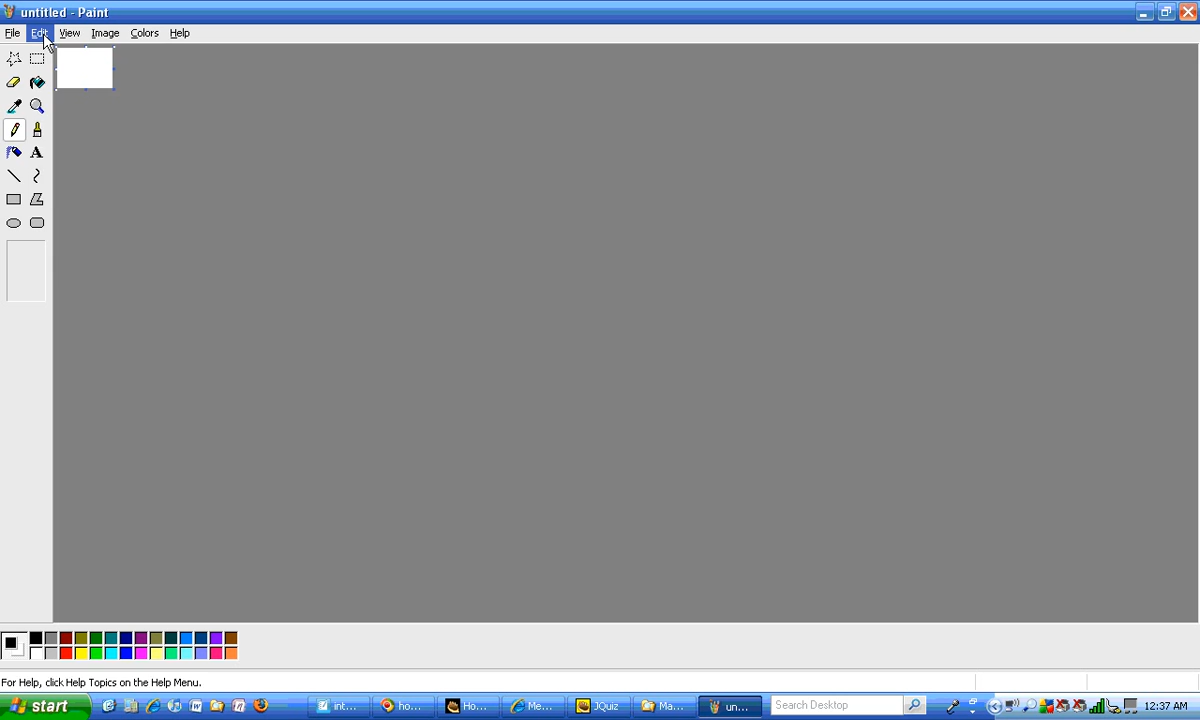 untitled - Paint
File Edit View Image Colors Help
A
For Help, click Help Topics on the Help Menu.
start int... ho... Ho... Me... JQuiz Ma... un... Search Desktop 12:37 AM